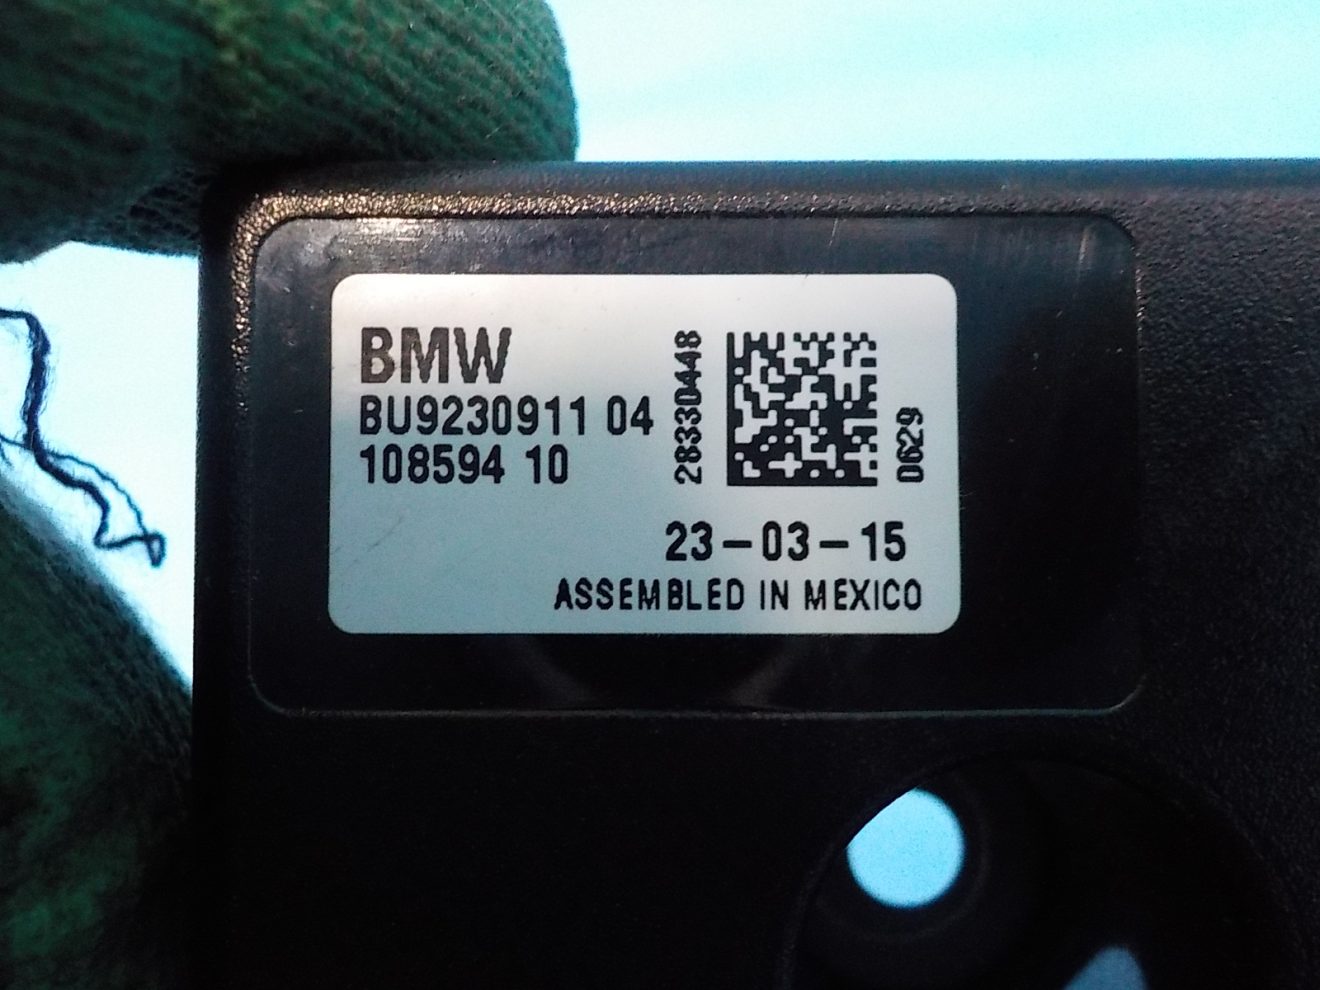 BMW
BU9230911 04
108594 10
28330448
0629
23-03-15
ASSEMBLED IN MEXICO